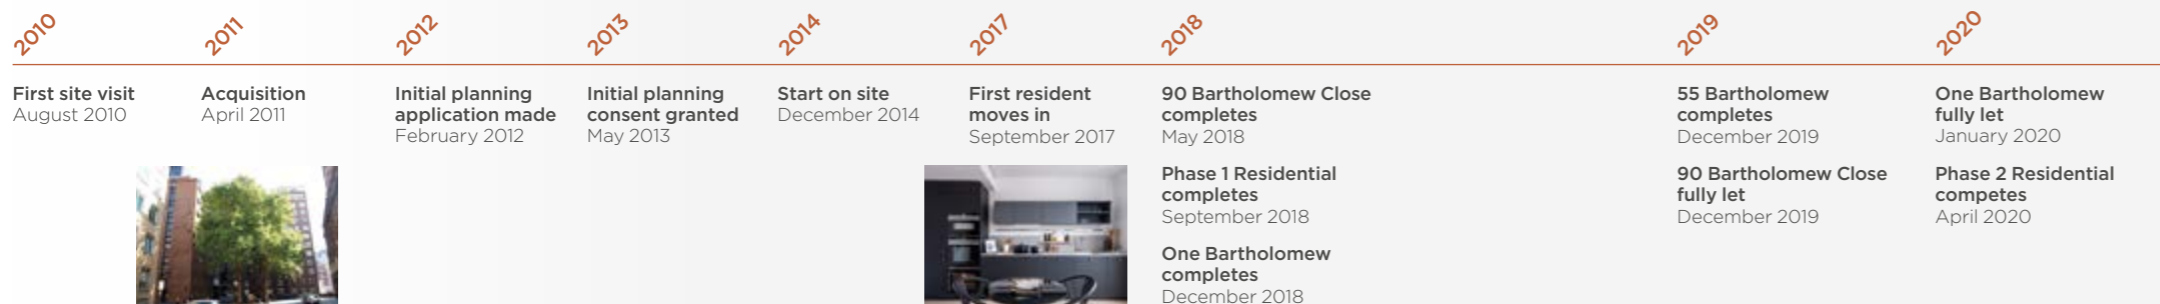 2010
2011
2012
2013
2014
2017
2018
2019
2020
First site visit
August 2010
Acquisition
April 2011
Initial planning
application made
February 2012
Initial planning
consent granted
May 2013
Start on site
December 2014
First resident
moves in
September 2017
90 Bartholomew Close
completes
May 2018
Phase 1 Residential
completes
September 2018
One Bartholomew
completes
December 2018
55 Bartholomew
completes
December 2019
90 Bartholomew Close
fully let
December 2019
One Bartholomew
fully let
January 2020
Phase 2 Residential
competes
April 2020